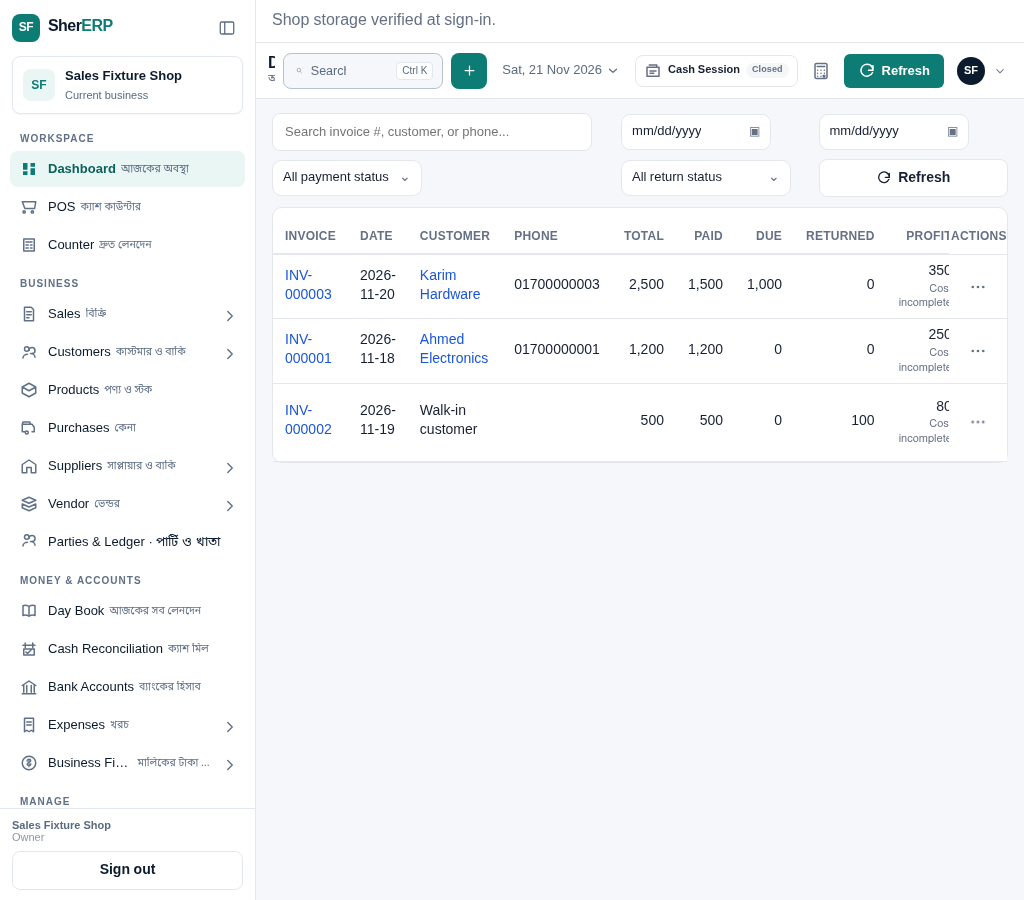 SF SherERP
SF Sales Fixture Shop
Current business
WORKSPACE
Dashboard আজকের অবস্থা
POS ক্যাশ কাউন্টার
Counter দ্রুত লেনদেন
BUSINESS
Sales বিক্রি
Customers কাস্টমার ও বাকি
Products পণ্য ও স্টক
Purchases কেনা
Suppliers সাপ্লায়ার ও বাকি
Vendor ভেন্ডর
Parties & Ledger · পার্টি ও খাতা
MONEY & ACCOUNTS
Day Book আজকের সব লেনদেন
Cash Reconciliation ক্যাশ মিল
Bank Accounts ব্যাংকের হিসাব
Expenses খরচ
Business Fi... মালিকের টাকা ...
MANAGE
Sales Fixture Shop
Owner
Sign out
Shop storage verified at sign-in.
Search Ctrl K + Sat, 21 Nov 2026 Cash Session Closed Refresh SF
Search invoice #, customer, or phone... mm/dd/yyyy mm/dd/yyyy
All payment status All return status Refresh
INVOICE DATE CUSTOMER PHONE TOTAL PAID DUE RETURNED PROFIT ACTIONS
INV-000003 2026-11-20 Karim Hardware 01700000003 2,500 1,500 1,000 0 350 Cos incomplete
INV-000001 2026-11-18 Ahmed Electronics 01700000001 1,200 1,200 0 0 250 Cos incomplete
INV-000002 2026-11-19 Walk-in customer 500 500 0 100 80 Cos incomplete